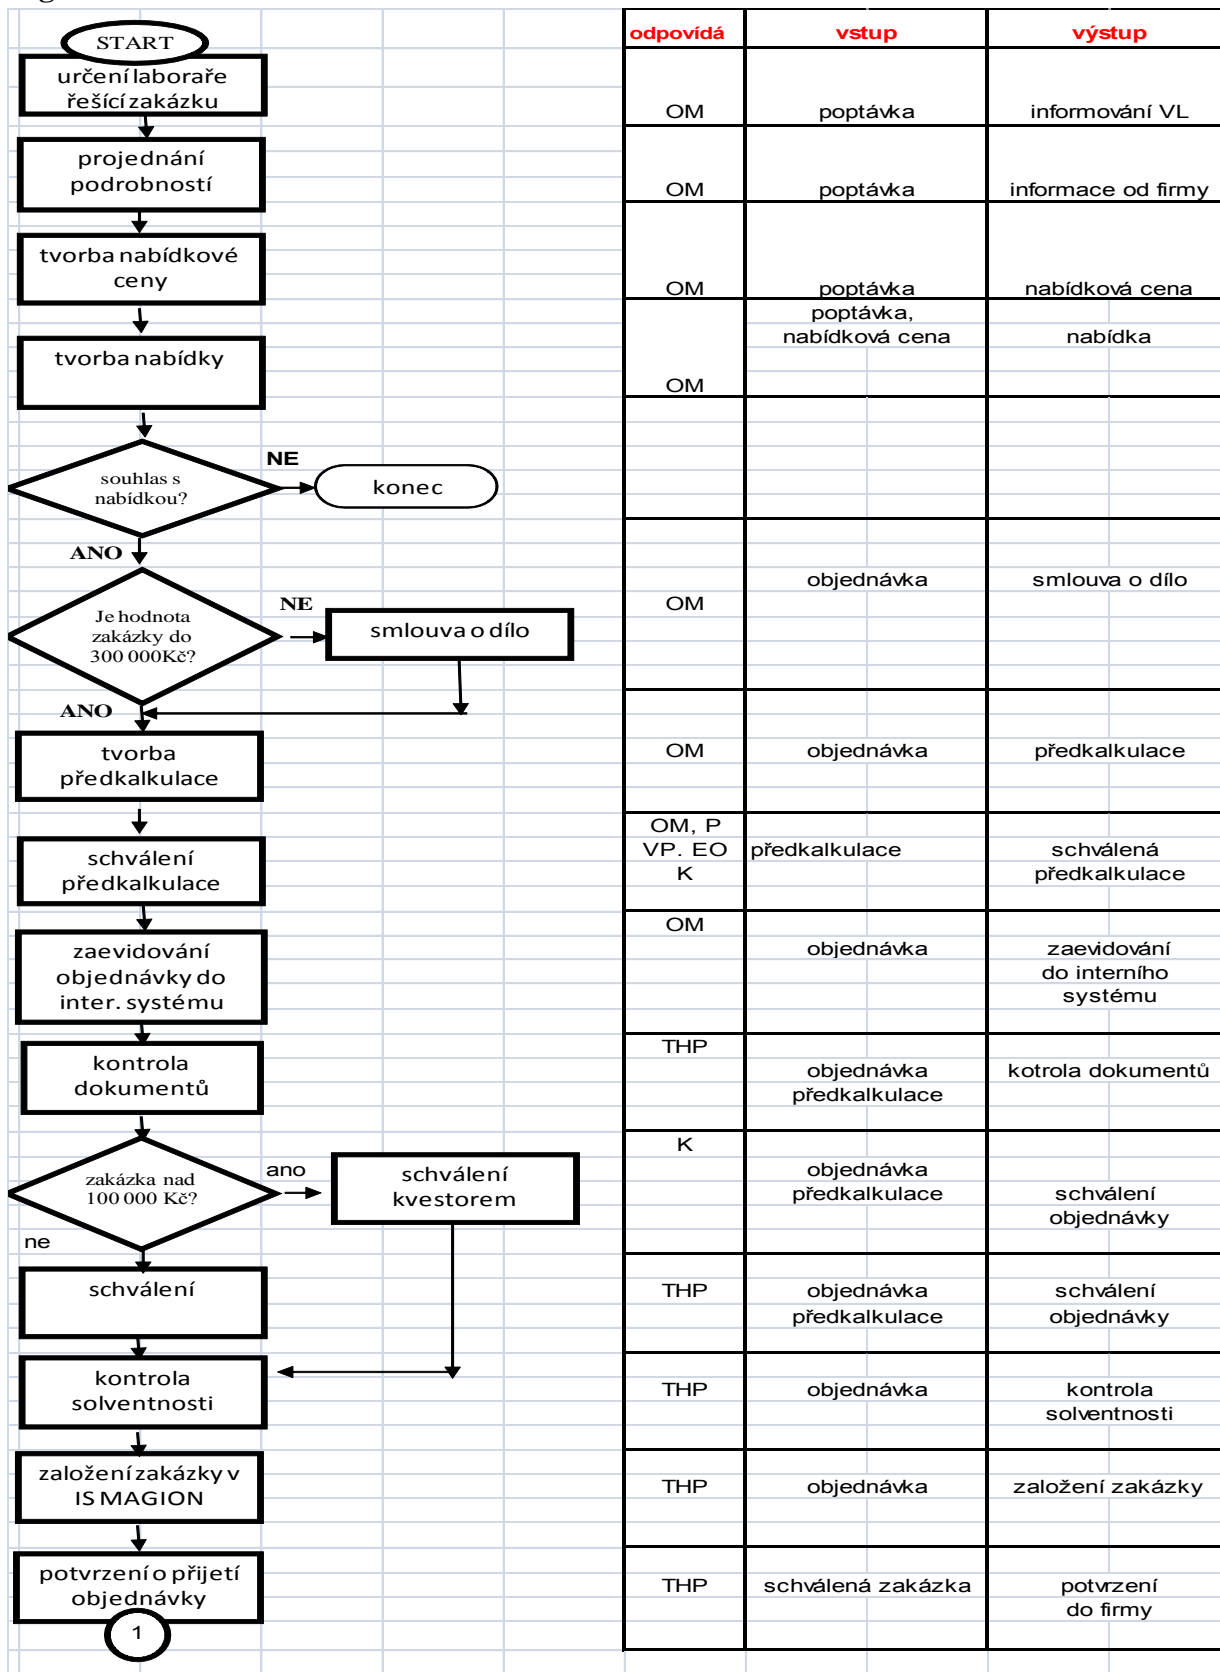 START
určení laboraře
řešící zakázku
projednání
podrobností
tvorba nabídkové
ceny
tvorba nabídky
souhlas s
nabídkou?
NE
konec
ANO
Je hodnota
zakázky do
300 000Kč?
NE
smlouva o dílo
ANO
tvorba
předkalkulace
schválení
předkalkulace
zaevidování
objednávky do
inter. systému
kontrola
dokumentů
zakázka nad
100 000 Kč?
ano
schválení
kvestorem
ne
schválení
kontrola
solventnosti
založení zakázky v
IS MAGION
potvrzení o přijetí
objednávky
1
odpovídá vstup výstup
OM poptávka informování VL
OM poptávka informace od firmy
OM poptávka nabídková cena
poptávka,
nabídková cena nabídka
OM
objednávka smlouva o dílo
OM
OM objednávka předkalkulace
OM, P
VP. EO předkalkulace schválená
K předkalkulace
OM
objednávka zaevidování
do interního
systému
THP
objednávka kotrola dokumentů
předkalkulace
K
objednávka
předkalkulace schválení
objednávky
THP objednávka schválení
předkalkulace objednávky
THP objednávka kontrola
solventnosti
THP objednávka založení zakázky
THP schválená zakázka potvrzení
do firmy